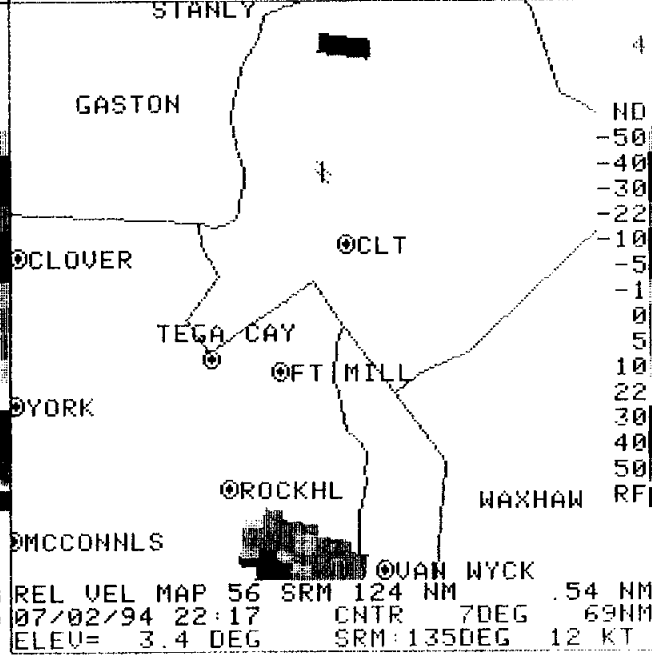 STANLY
4
GASTON
ND
-50
-40
-30
-22
-10
CLT
CLOVER
-5
-1
0
TEGA CAY
5
10
FT MILL
22
YORK
30
40
50
ROCKHL
WAXHAW
RF
MCCONNLS
VAN WYCK
REL VEL MAP 56 SRM 124 NM .54 NM
07/02/94 22:17 CNTR 7DEG 69NM
ELEV= 3.4 DEG SRM:135DEG 12 KT